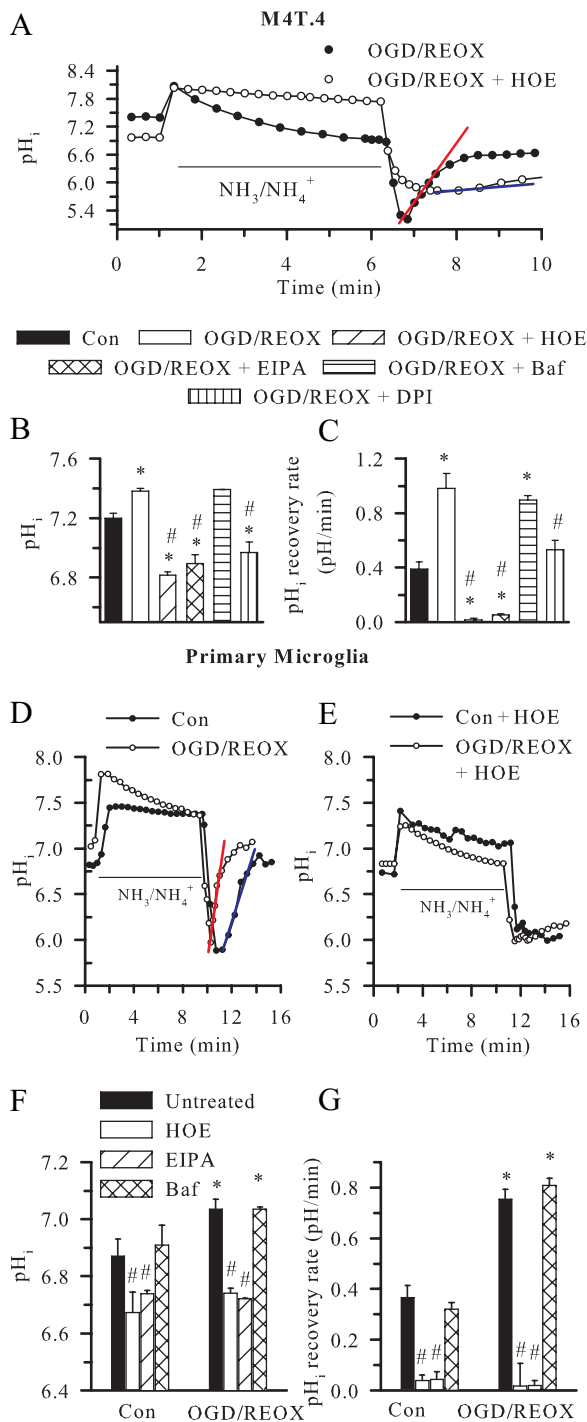 A
M4T.4
OGD/REOX
OGD/REOX + HOE
8.4
7.8
7.2
6.6
6.0
5.4
pHi
NH3/NH4+
0 2 4 6 8 10
Time (min)
Con OGD/REOX OGD/REOX + HOE
OGD/REOX + EIPA OGD/REOX + Baf
OGD/REOX + DPI
B
7.6
7.2
6.8
pHi
*
#
*
#
*
#
*
C
1.2
0.8
0.4
0.0
pHi recovery rate
(pH/min)
*
#
*
#
*
*
#
Primary Microglia
D
Con
OGD/REOX
8.0
7.5
7.0
6.5
6.0
5.5
pHi
NH3/NH4+
0 4 8 12 16
Time (min)
E
Con + HOE
OGD/REOX
+ HOE
8.0
7.5
7.0
6.5
6.0
5.5
pHi
NH3/NH4+
0 4 8 12 16
Time (min)
F
Untreated
HOE
EIPA
Baf
7.2
7.0
6.8
6.6
6.4
pHi
# #
*
# #
*
Con OGD/REOX
G
0.8
0.4
0.2
0.0
pHi recovery rate (pH/min)
# #
*
# #
*
Con OGD/REOX